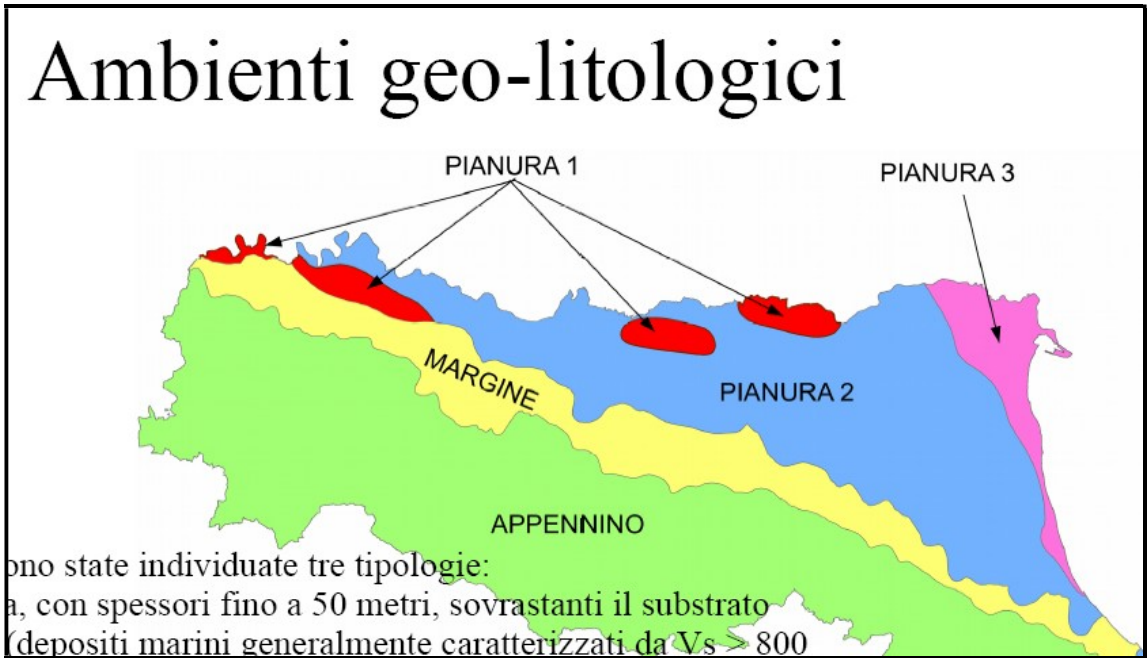 Ambienti geo-litologici
PIANURA 1
PIANURA 3
MARGINE
PIANURA 2
APPENNINO
ono state individuate tre tipologie:
a, con spessori fino a 50 metri, sovrastanti il substrato
(depositi marini generalmente caratterizzati da Vs > 800